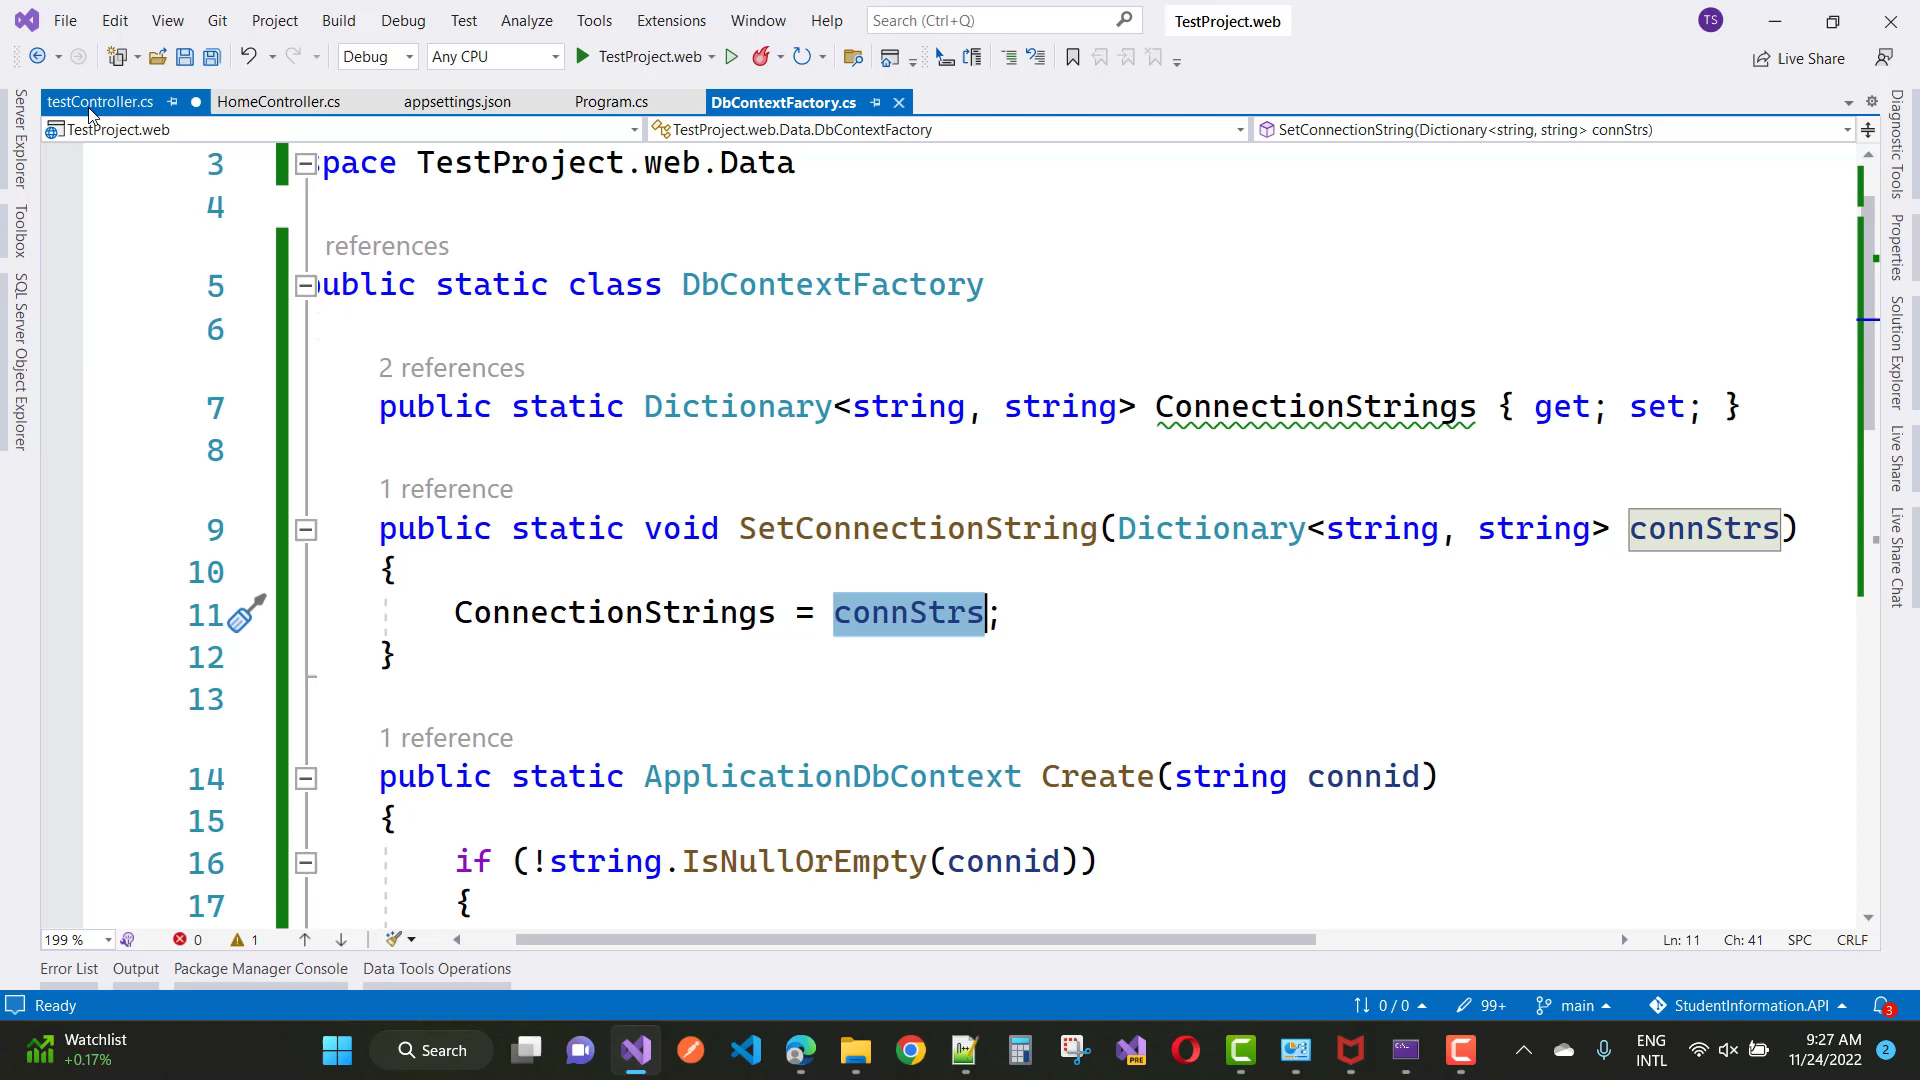 File Edit View Git Project Build Debug Test Analyze Tools Extensions Window Help Search (Ctrl+Q) TestProject.web TS
Debug Any CPU TestProject.web Live Share
testController.cs HomeController.cs appsettings.json Program.cs DbContextFactory.cs
TestProject.web TestProject.web.Data.DbContextFactory SetConnectionString(Dictionary<string, string> connStrs)
Server Explorer
Toolbox
SQL Server Object Explorer
3 space TestProject.web.Data
4
references
5 public static class DbContextFactory
6
2 references
7 public static Dictionary<string, string> ConnectionStrings { get; set; }
8
1 reference
9 public static void SetConnectionString(Dictionary<string, string> connStrs)
10 {
11 ConnectionStrings = connStrs;
12 }
13
1 reference
14 public static ApplicationDbContext Create(string connid)
15 {
16 if (!string.IsNullOrEmpty(connid))
17 {
Diagnostic Tools
Properties
Solution Explorer
Live Share
Live Share Chat
199 % 0 1 Ln: 11 Ch: 41 SPC CRLF
Error List Output Package Manager Console Data Tools Operations
Ready 0 / 0 99+ main StudentInformation.API 3
Watchlist
+0.17%
Search
PRE
ENG
INTL
9:27 AM
11/24/2022
2